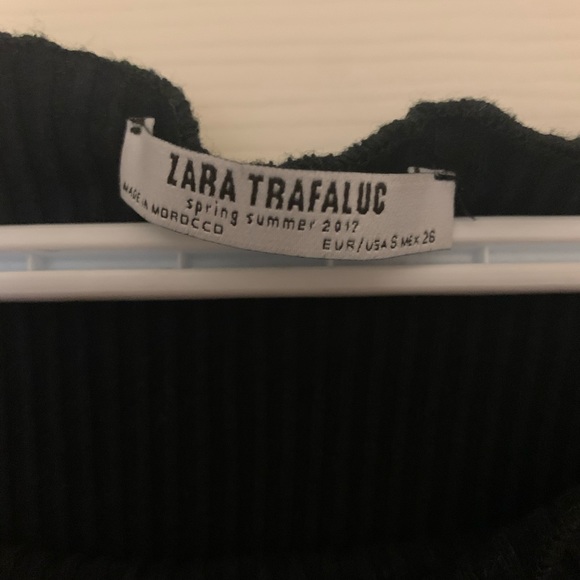 ZARA TRAFALUC
spring summer 2017
MADE IN MOROCCO
EUR/USA S MEX 26